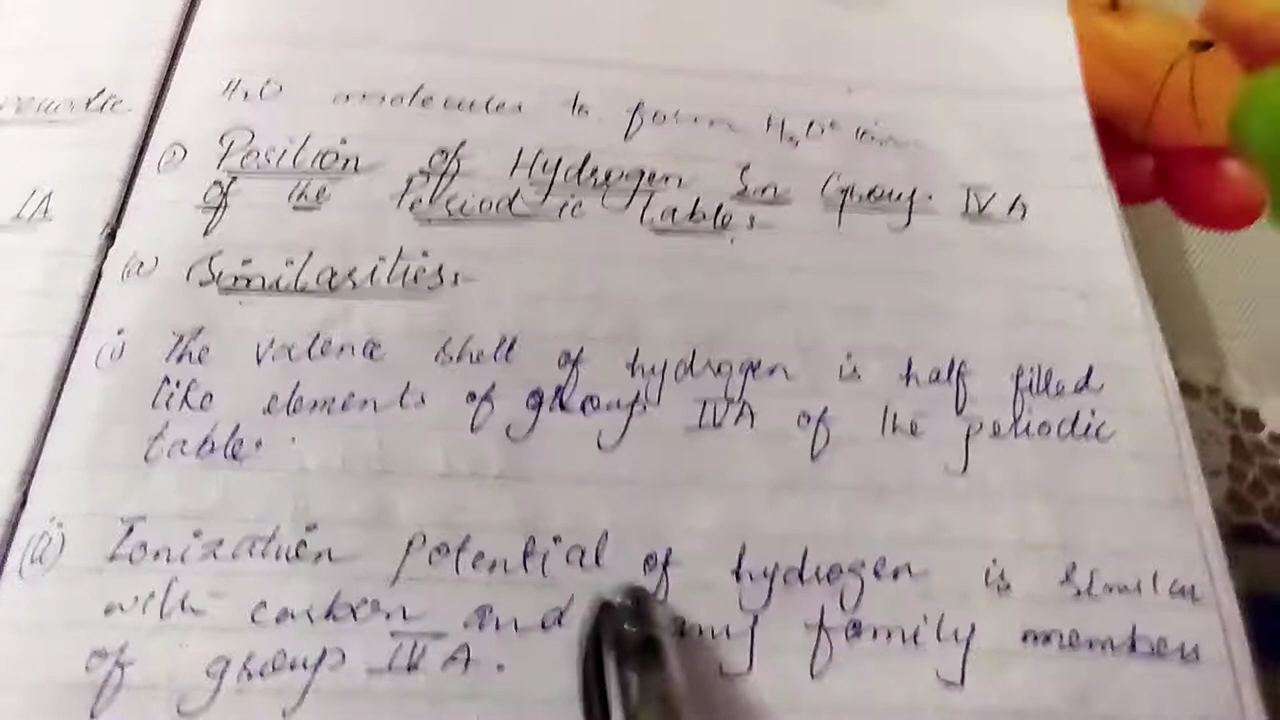 H₂O molecules to form H₃O⁺ ion
Position of Hydrogen In Group. IVA
of the Periodic table.
(a) Similarities.
(i) The valence shell of hydrogen is half filled
like elements of group IVA of the periodic
table.
(ii) Ionization potential of hydrogen is similar
with carbon and family member
of group IVA.
IA